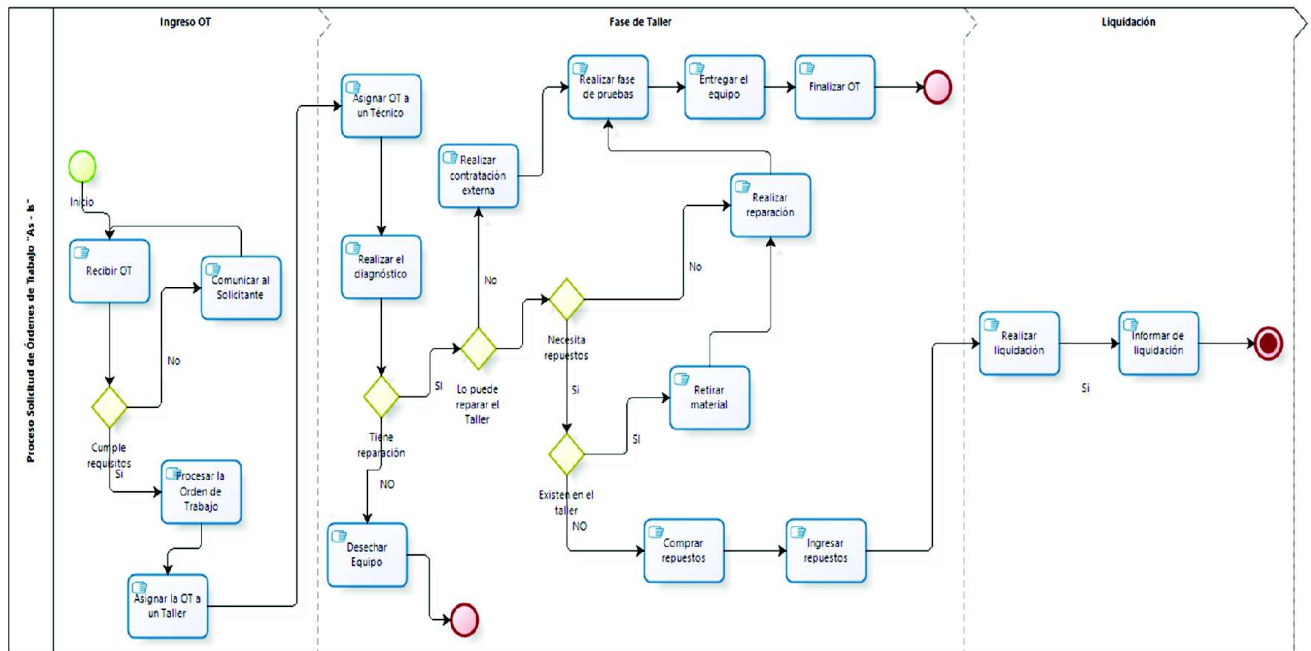 Proceso Solicitud de Órdenes de Trabajo "As - Is"
Ingreso OT
Fase de Taller
Liquidación
Inicio
Recibir OT
Comunicar al
Solicitante
No
Cumple
requisitos
Si
Procesar la
Orden de
Trabajo
Asignar la OT a
un Taller
Asignar OT a
un Técnico
Realizar el
diagnóstico
Tiene
reparación
SI
NO
Desechar
Equipo
Lo puede
reparar el
Taller
No
Realizar
contratación
externa
Necesita
repuestos
No
Si
Existen en el
taller
SI
NO
Retirar
material
Realizar
reparación
Realizar fase
de pruebas
Entregar el
equipo
Finalizar OT
Comprar
repuestos
Ingresar
repuestos
Realizar
liquidación
Si
Informar de
liquidación